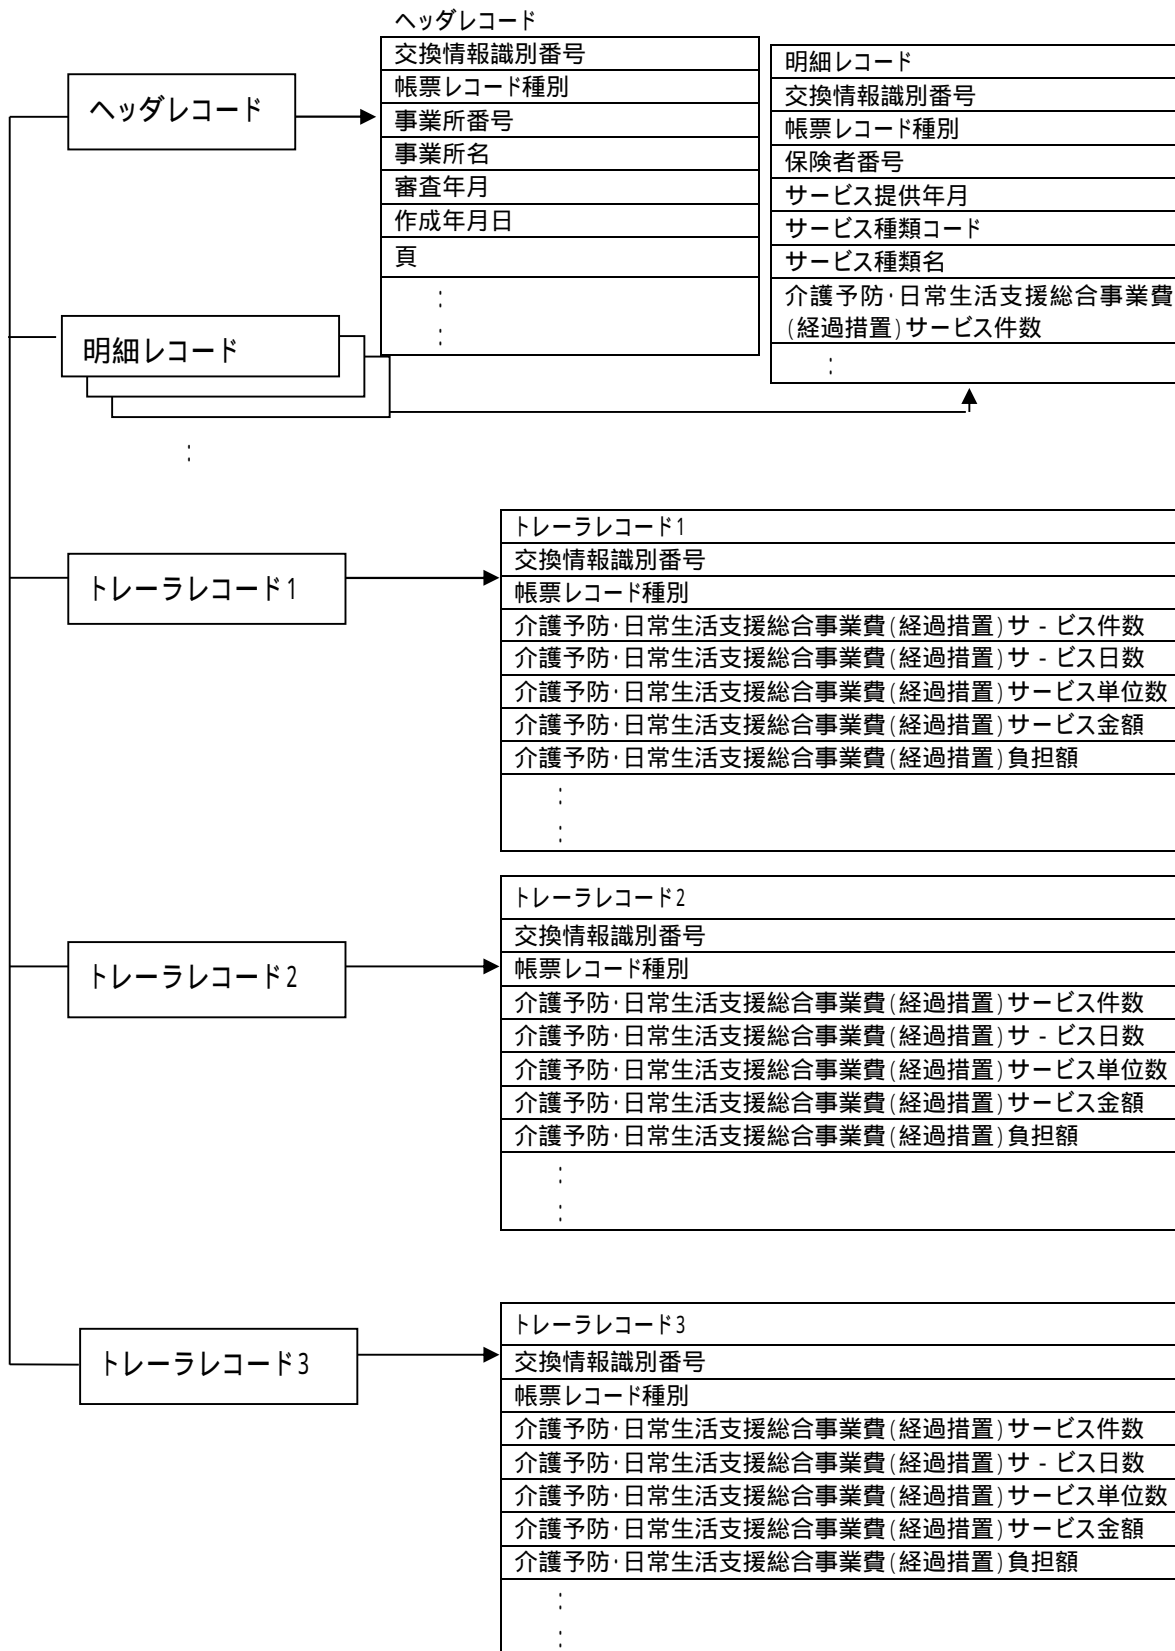 ヘッダレコード
ヘッダレコード
交換情報識別番号
帳票レコード種別
事業所番号
事業所名
審査年月
作成年月日
頁
:
:
明細レコード
:
明細レコード
交換情報識別番号
帳票レコード種別
保険者番号
サービス提供年月
サービス種類コード
サービス種類名
介護予防・日常生活支援総合事業費
(経過措置)サービス件数
:
トレーラレコード1
トレーラレコード1
交換情報識別番号
帳票レコード種別
介護予防・日常生活支援総合事業費(経過措置)サ-ビス件数
介護予防・日常生活支援総合事業費(経過措置)サ-ビス日数
介護予防・日常生活支援総合事業費(経過措置)サービス単位数
介護予防・日常生活支援総合事業費(経過措置)サービス金額
介護予防・日常生活支援総合事業費(経過措置)負担額
:
:
トレーラレコード2
トレーラレコード2
交換情報識別番号
帳票レコード種別
介護予防・日常生活支援総合事業費(経過措置)サービス件数
介護予防・日常生活支援総合事業費(経過措置)サ-ビス日数
介護予防・日常生活支援総合事業費(経過措置)サービス単位数
介護予防・日常生活支援総合事業費(経過措置)サービス金額
介護予防・日常生活支援総合事業費(経過措置)負担額
:
:
トレーラレコード3
トレーラレコード3
交換情報識別番号
帳票レコード種別
介護予防・日常生活支援総合事業費(経過措置)サービス件数
介護予防・日常生活支援総合事業費(経過措置)サ-ビス日数
介護予防・日常生活支援総合事業費(経過措置)サービス単位数
介護予防・日常生活支援総合事業費(経過措置)サービス金額
介護予防・日常生活支援総合事業費(経過措置)負担額
:
: